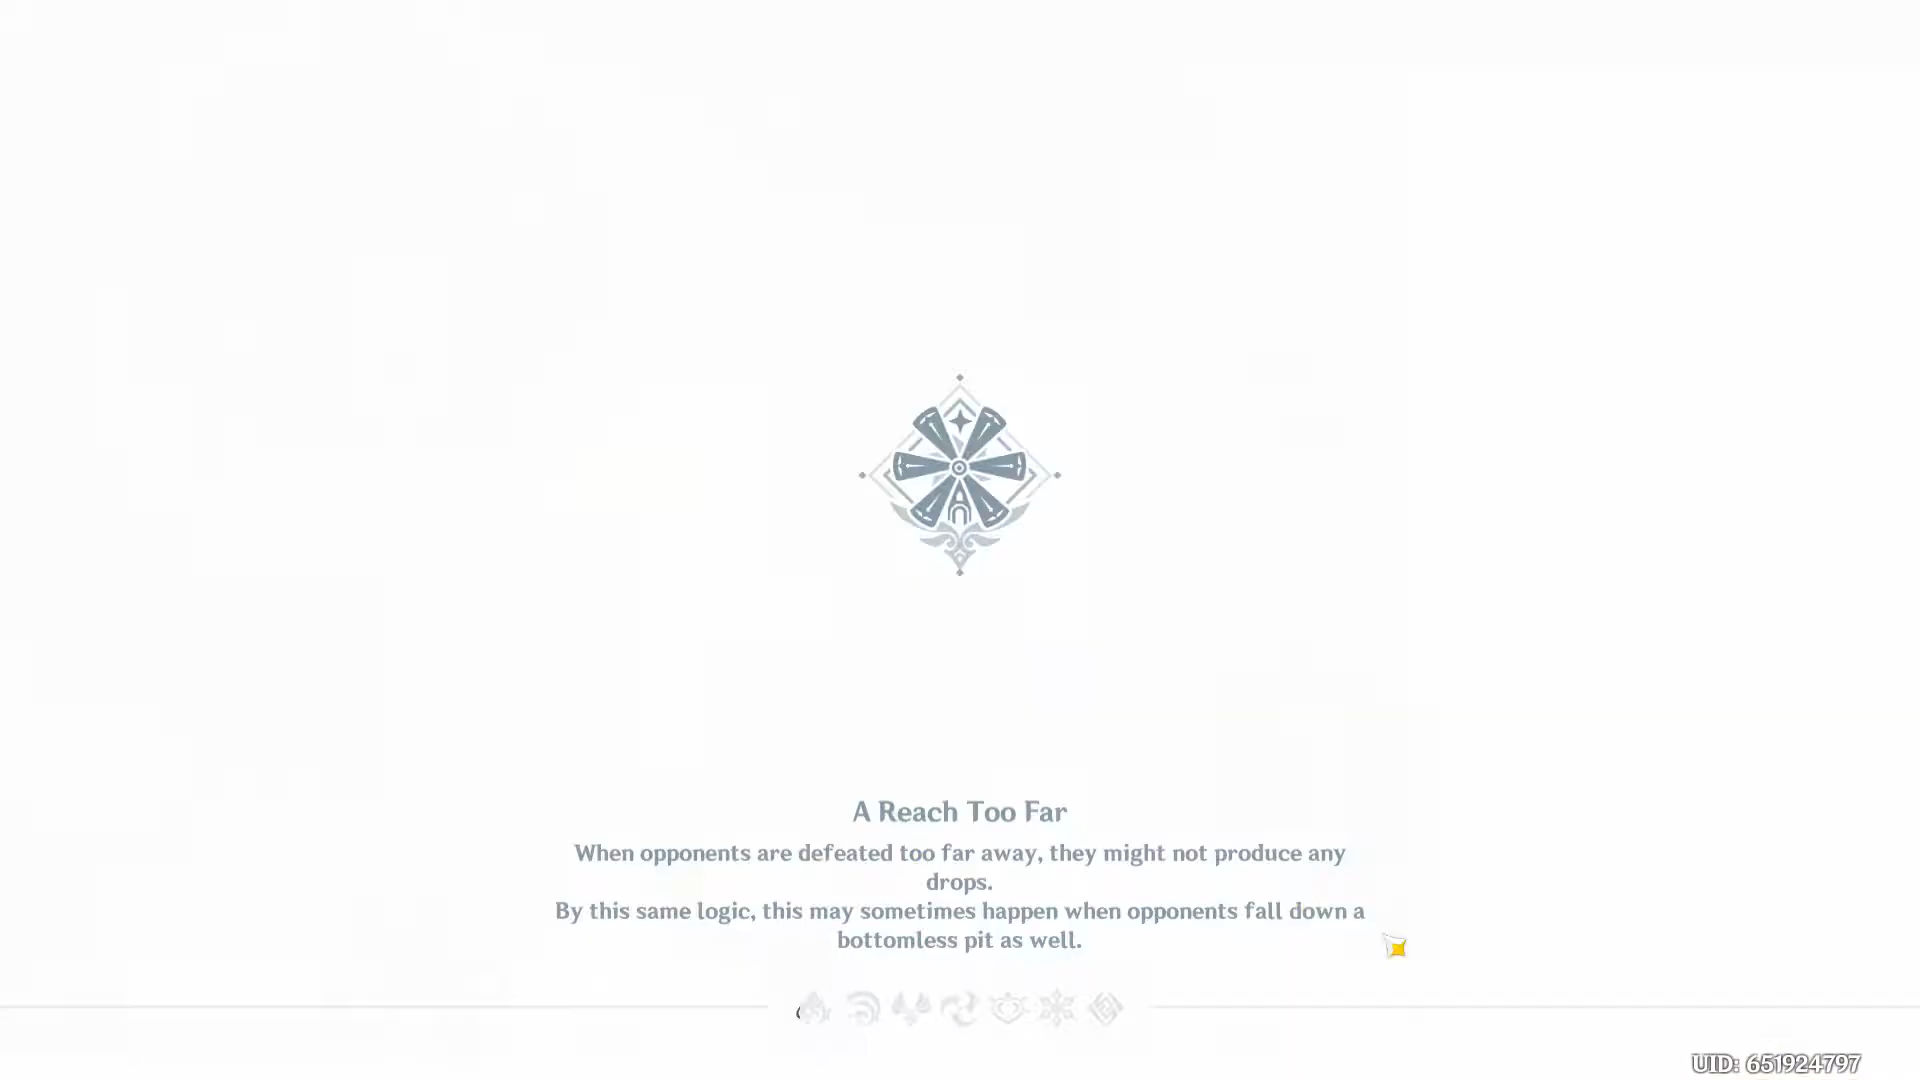 A Reach Too Far
When opponents are defeated too far away, they might not produce any
drops.
By this same logic, this may sometimes happen when opponents fall down a
bottomless pit as well.
UID: 651924797